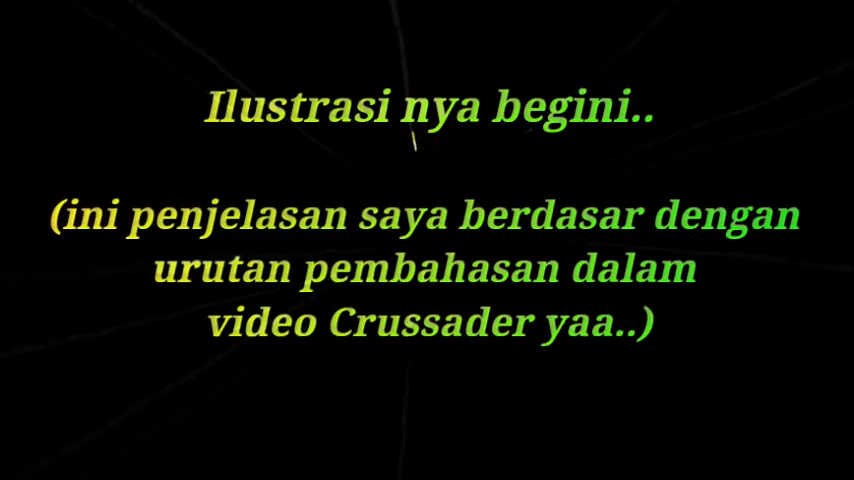 Ilustrasi nya begini..
(ini penjelasan saya berdasar dengan
urutan pembahasan dalam
video Crussader yaa..)